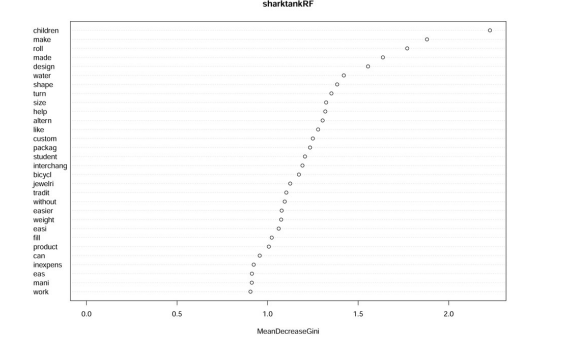 sharktankRF
children
make
roll
made
design
water
shape
turn
size
help
altern
like
custom
packag
student
interchang
bicycl
jewelri
tradit
without
easier
weight
easi
fill
product
can
inexpens
eas
mani
work
0.0 0.5 1.0 1.5 2.0
MeanDecreaseGini